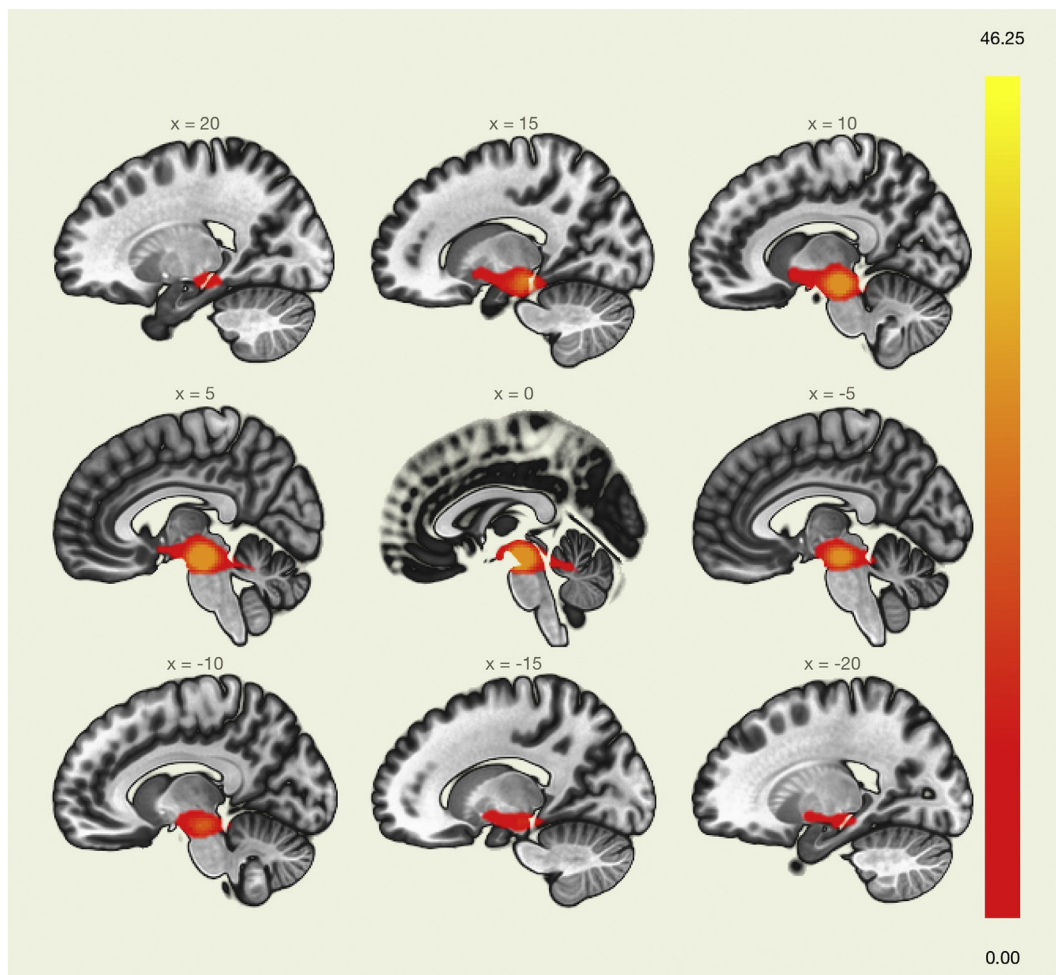 46.25
x = 20
x = 15
x = 10
x = 5
x = 0
x = -5
x = -10
x = -15
x = -20
0.00